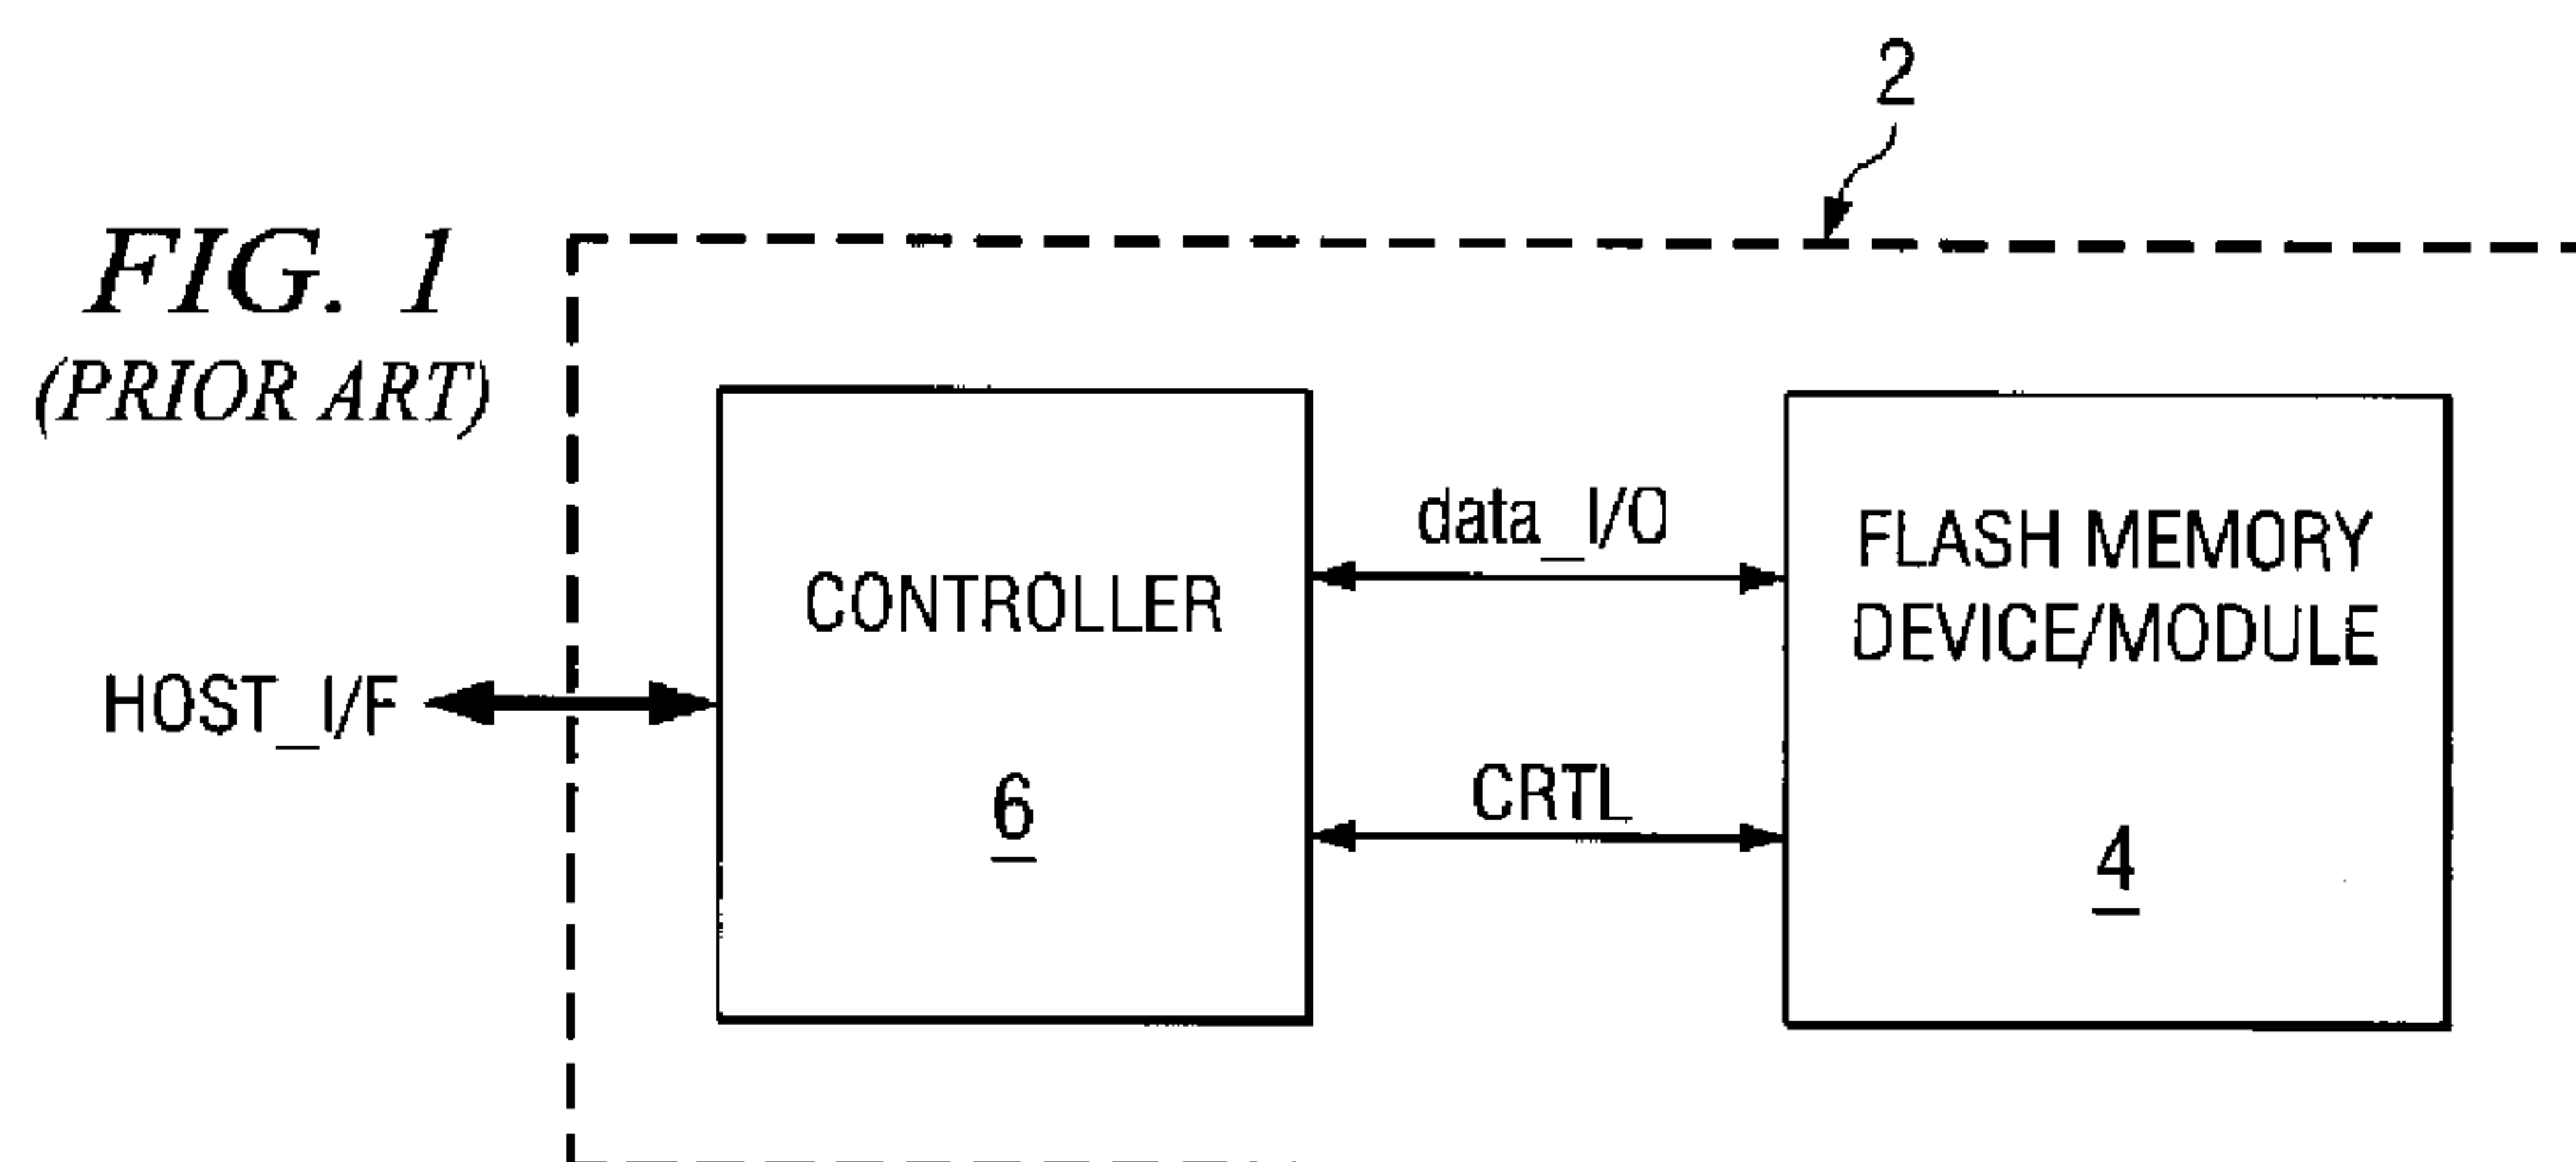 2
FIG. 1
(PRIOR ART)
data_I/O
FLASH MEMORY
DEVICE/MODULE
CONTROLLER
HOST_I/F
CRTL
6
4